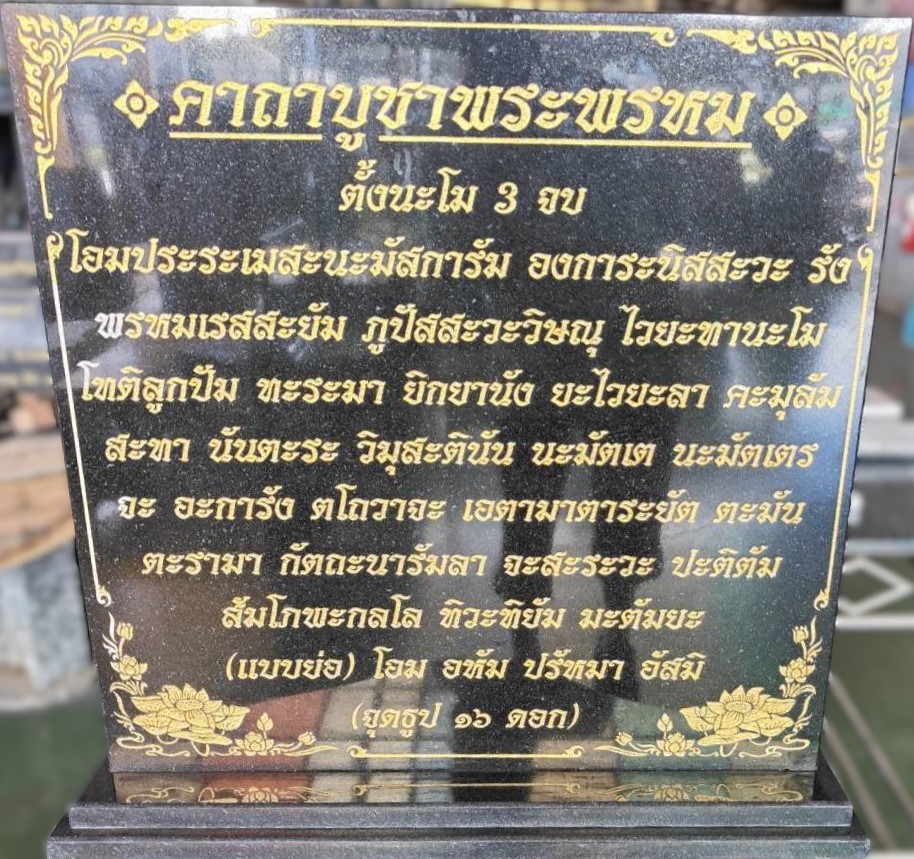 คาถาบูชาพระพรหม
ตั้งนะโม 3 จบ
โอมประระเมสะนะมัสการัม องการะนิสสะวะ รัง
พรหมเรสสะยัม ภูปัสสะวะวิษณุ ไวยะทานะโม
โทติลูกปัม ทะระมา ยิกยานัง ยะไวยะลา คะมุลัม
สะทา นันตะระ วิมุสะตินัน นะมัตเต นะมัตเตร
จะ อะการัง ตโถวาจะ เอตามาตาระยัต ตะมัน
ตะรามา กัตถะนารัมลา จะสะระวะ ปะติตัม
สัมโภพะกลโล ทิวะทิยัม มะตัมยะ
(แบบย่อ) โอม อหัม ปรัหมา อัสมิ
(จุดธูป ๑๖ ดอก)